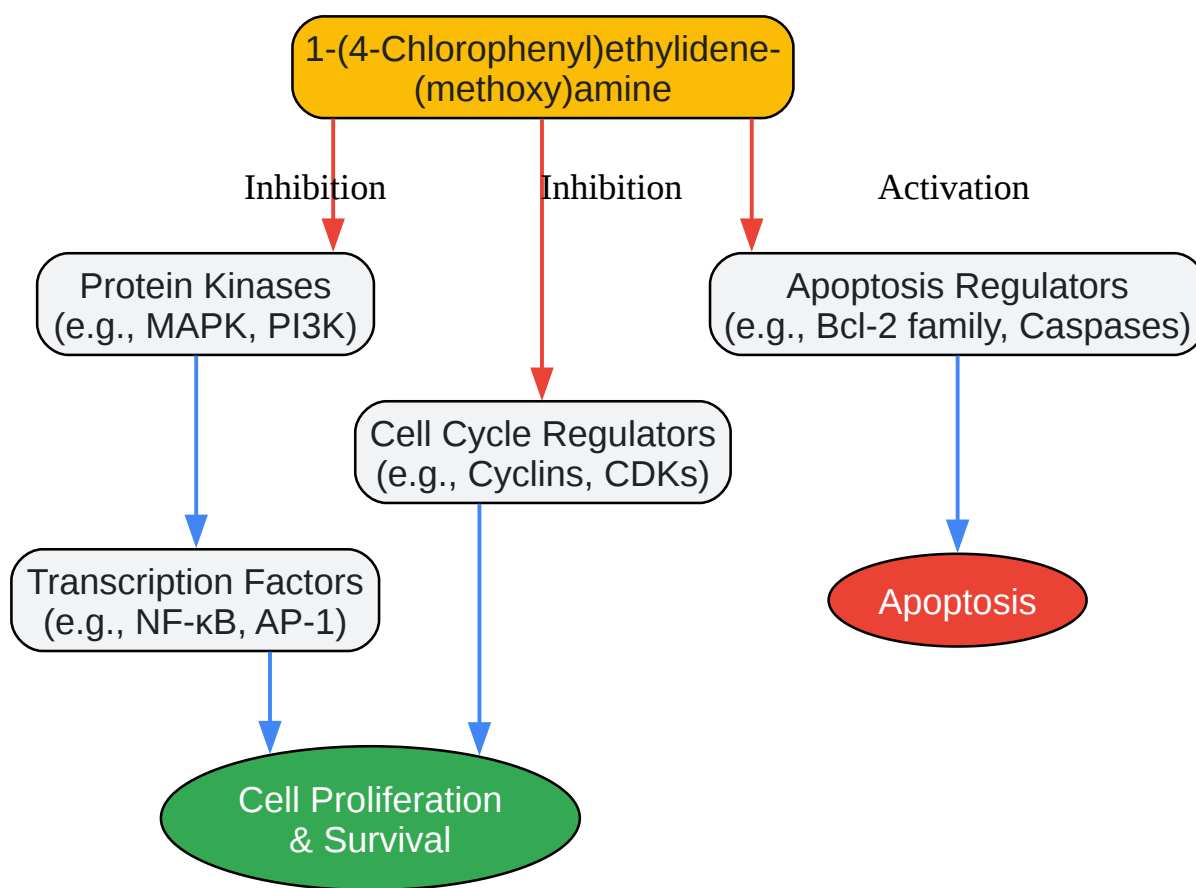 1-(4-Chlorophenyl)ethylidene-
(methoxy)amine
Inhibition
Inhibition
Activation
Protein Kinases
(e.g., MAPK, PI3K)
Apoptosis Regulators
(e.g., Bcl-2 family, Caspases)
Cell Cycle Regulators
(e.g., Cyclins, CDKs)
Transcription Factors
(e.g., NF-κB, AP-1)
Apoptosis
Cell Proliferation
& Survival